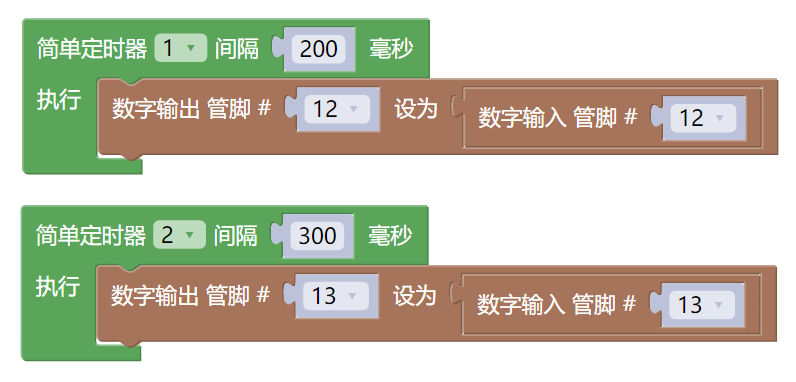 简单定时器 1 间隔 200 毫秒
执行 数字输出 管脚 # 12 设为 数字输入 管脚 # 12
简单定时器 2 间隔 300 毫秒
执行 数字输出 管脚 # 13 设为 数字输入 管脚 # 13